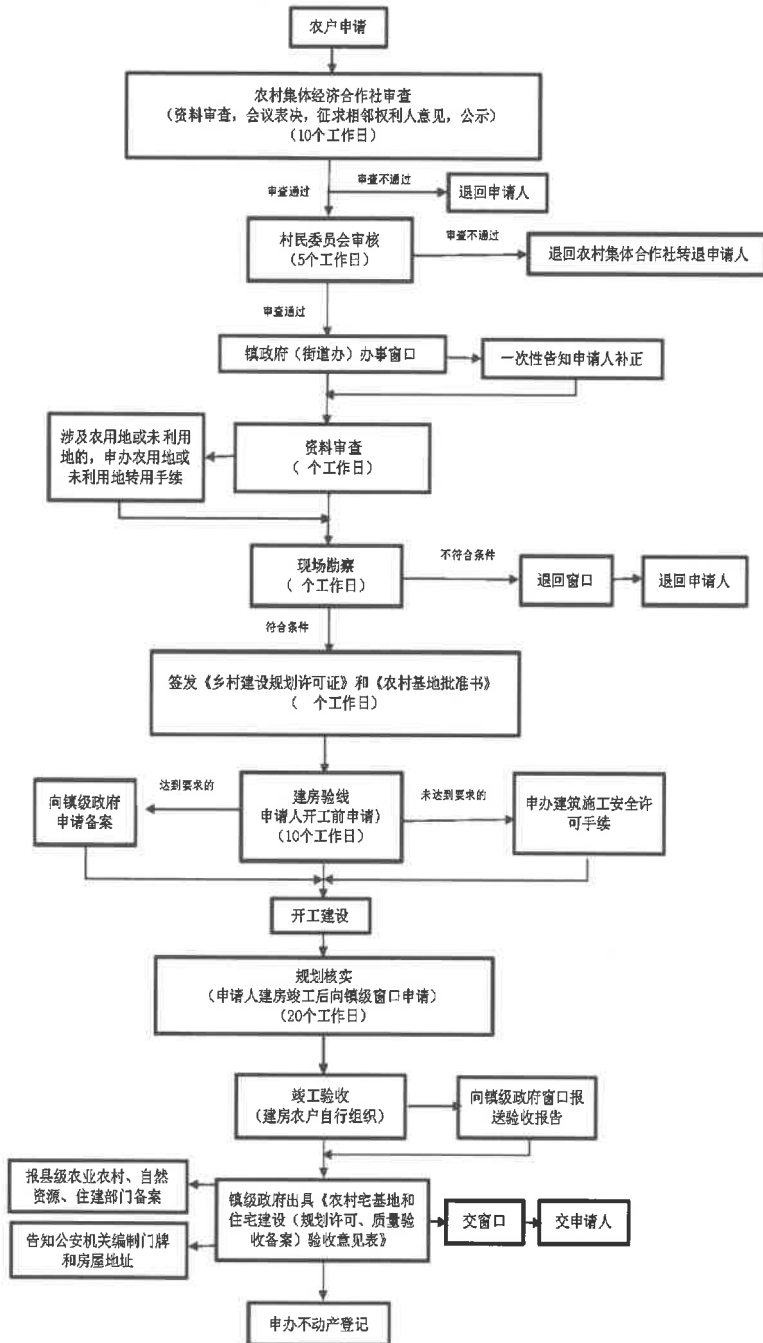 农户申请
农村集体经济合作社审查
（资料审查，会议表决，征求相邻权利人意见，公示）
（10个工作日）
审查不通过
审查通过
退回申请人
村民委员会审核
（5个工作日）
审查不通过
退回农村集体合作社转退申请人
审查通过
镇政府（街道办）办事窗口
一次性告知申请人补正
涉及农用地或未利用
地的，申办农用地或
未利用地转用手续
资料审查
（ 个工作日）
现场勘察
（ 个工作日）
不符合条件
退回窗口
退回申请人
符合条件
签发《乡村建设规划许可证》和《农村基地批准书》
（ 个工作日）
向镇级政府
申请备案
达到要求的
建房验线
申请人开工前申请）
（10个工作日）
未达到要求的
申办建筑施工安全许
可手续
开工建设
规划核实
（申请人建房竣工后向镇级窗口申请）
（20个工作日）
竣工验收
（建房农户自行组织）
向镇级政府窗口报
送验收报告
报县级农业农村、自然
资源、住建部门备案
告知公安机关编制门牌
和房屋地址
镇级政府出具《农村宅基地和
住宅建设（规划许可、质量验
收备案）验收意见表》
交窗口
交申请人
申办不动产登记